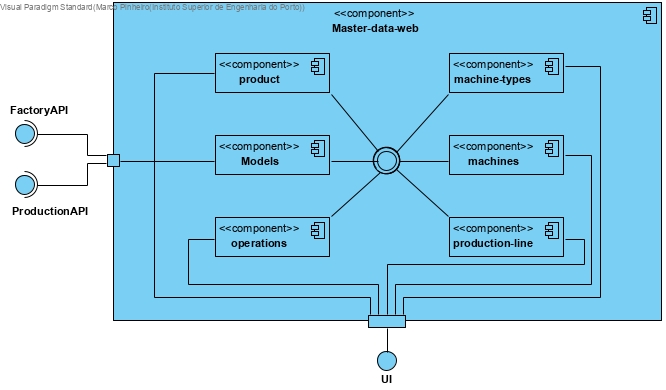 Visual Paradigm Standard(Marco Pinheiro(Instituto Superior de Engenharia do Porto))
<<component>>
Master-data-web
<<component>>
product
<<component>>
machine-types
FactoryAPI
<<component>>
Models
<<component>>
machines
ProductionAPI
<<component>>
operations
<<component>>
production-line
UI